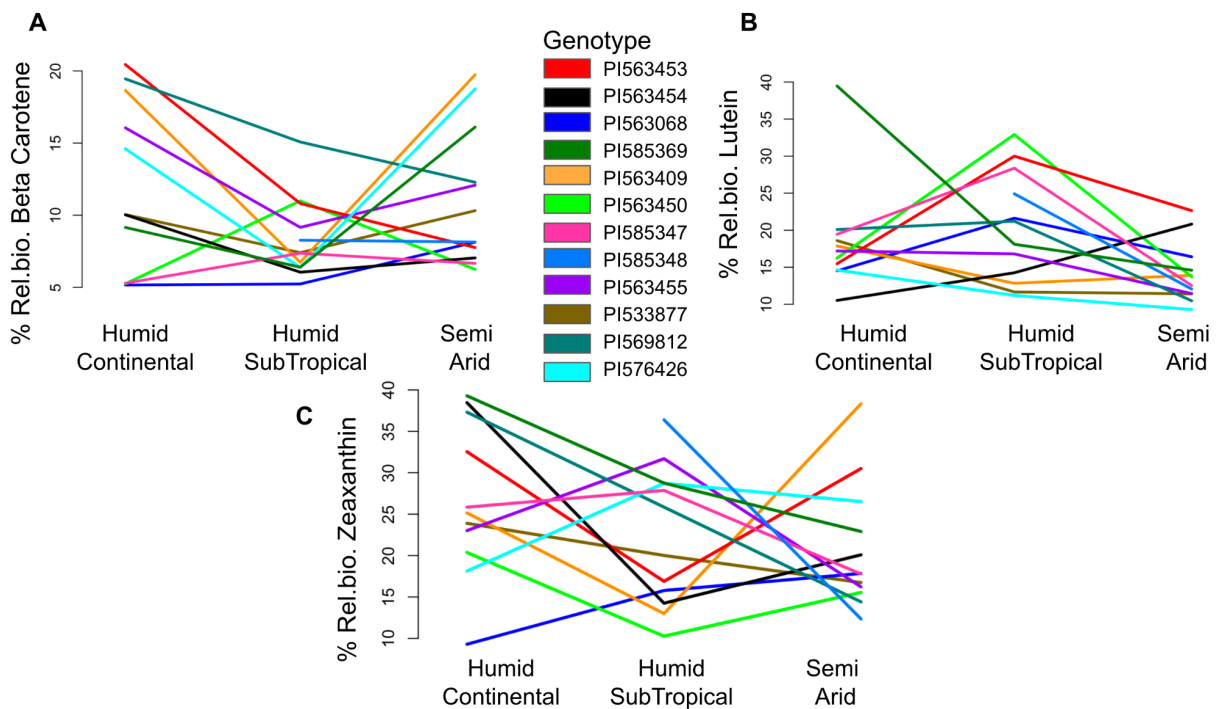 A
% Rel.bio. Beta Carotene
20
15
10
5
Humid
Continental
Humid
SubTropical
Semi
Arid
Genotype
PI563453
PI563454
PI563068
PI585369
PI563409
PI563450
PI585347
PI585348
PI563455
PI533877
PI569812
PI576426
B
% Rel.bio. Lutein
40
35
30
25
20
15
10
Humid
Continental
Humid
SubTropical
Semi
Arid
C
% Rel.bio. Zeaxanthin
40
35
30
25
20
15
10
Humid
Continental
Humid
SubTropical
Semi
Arid